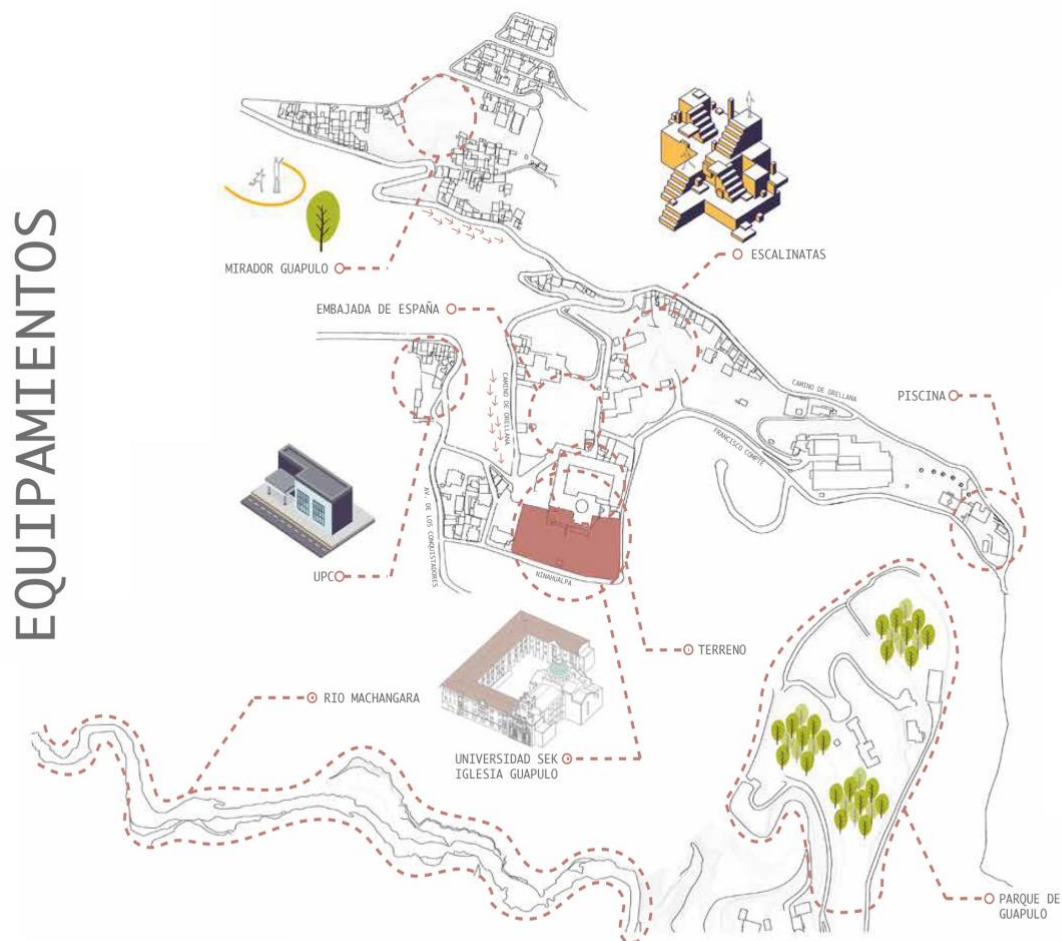 EQUIPAMIENTOS
MIRADOR GUAPULO
ESCALINATAS
EMBAJADA DE ESPAÑA
CAMINO DE ORELLANA
CAMINO DE ORELLANA
PISCINA
FRANCISCO COMPTE
AV. DE LOS CONQUISTADORES
UPC
NINAHUALPA
TERRENO
RIO MACHANGARA
UNIVERSIDAD SEK
IGLESIA GUAPULO
PARQUE DE
GUAPULO